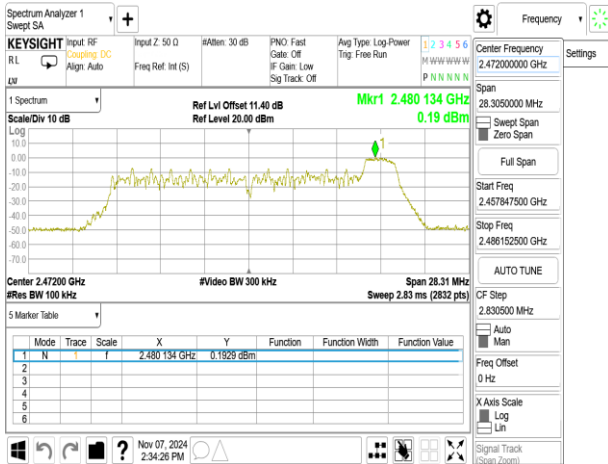 Spectrum Analyzer 1
Swept SA
+
Frequency
KEYSIGHT Input: RF Input Z: 50 Ω #Atten: 30 dB PNO: Fast Avg Type: Log-Power 1 2 3 4 5 6
RL Coupling: DC Gate: Off Trig: Free Run M W W W W W
Align: Auto Freq Ref: Int (S) IF Gain: Low
Sig Track: Off P N N N N N
LXI
Center Frequency
2.472000000 GHz
Settings
Span
28.3050000 MHz
Swept Span
Zero Span
Full Span
Start Freq
2.457847500 GHz
Stop Freq
2.486152500 GHz
AUTO TUNE
CF Step
2.830500 MHz
Auto
Man
Freq Offset
0 Hz
X Axis Scale
Log
Lin
Signal Track
(Span Zoom)
1 Spectrum
Scale/Div 10 dB
Ref Lvl Offset 11.40 dB
Ref Level 20.00 dBm
Mkr1 2.480 134 GHz
0.19 dBm
Log
10.0
0.00
-10.0
-20.0
-30.0
-40.0
-50.0
-60.0
-70.0
1
Center 2.47200 GHz #Video BW 300 kHz Span 28.31 MHz
#Res BW 100 kHz Sweep 2.83 ms (2832 pts)
5 Marker Table
Mode Trace Scale X Y Function Function Width Function Value
1 N 1 f 2.480 134 GHz 0.1929 dBm
2
3
4
5
6
? Nov 07, 2024
2:34:26 PM